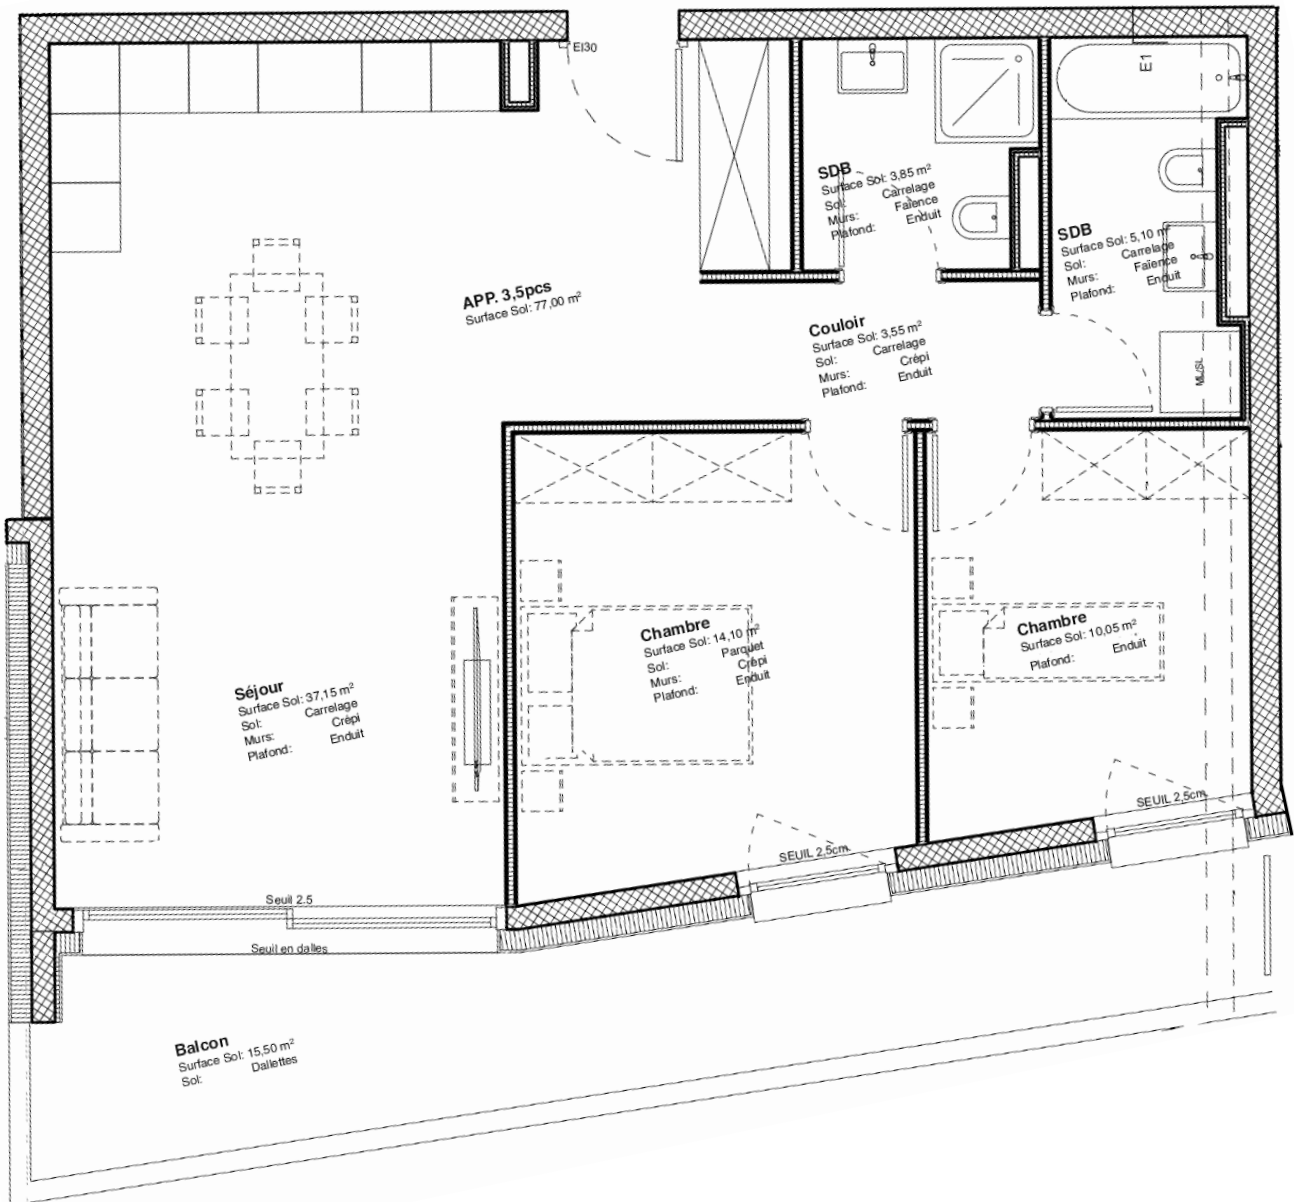 EI30
E1
SDB
Surface Sol: 3,85 m²
Sol: Carrelage
Murs: Faïence
Plafond: Enduit
SDB
Surface Sol: 5,10 m²
Sol: Carrelage
Murs: Faïence
Plafond: Enduit
APP. 3,5pcs
Surface Sol: 77,00 m²
Couloir
Surface Sol: 3,55 m²
Sol: Carrelage
Murs: Crépi
Plafond: Enduit
ML/SL
Chambre
Surface Sol: 14,10 m²
Sol: Parquet
Murs: Crépi
Plafond: Enduit
Chambre
Surface Sol: 10,05 m²
Plafond: Enduit
Séjour
Surface Sol: 37,15 m²
Sol: Carrelage
Murs: Crépi
Plafond: Enduit
SEUIL 2,5cm
SEUIL 2,5cm
Seuil 2.5
Seuil en dalles
Balcon
Surface Sol: 15,50 m²
Sol: Dallettes